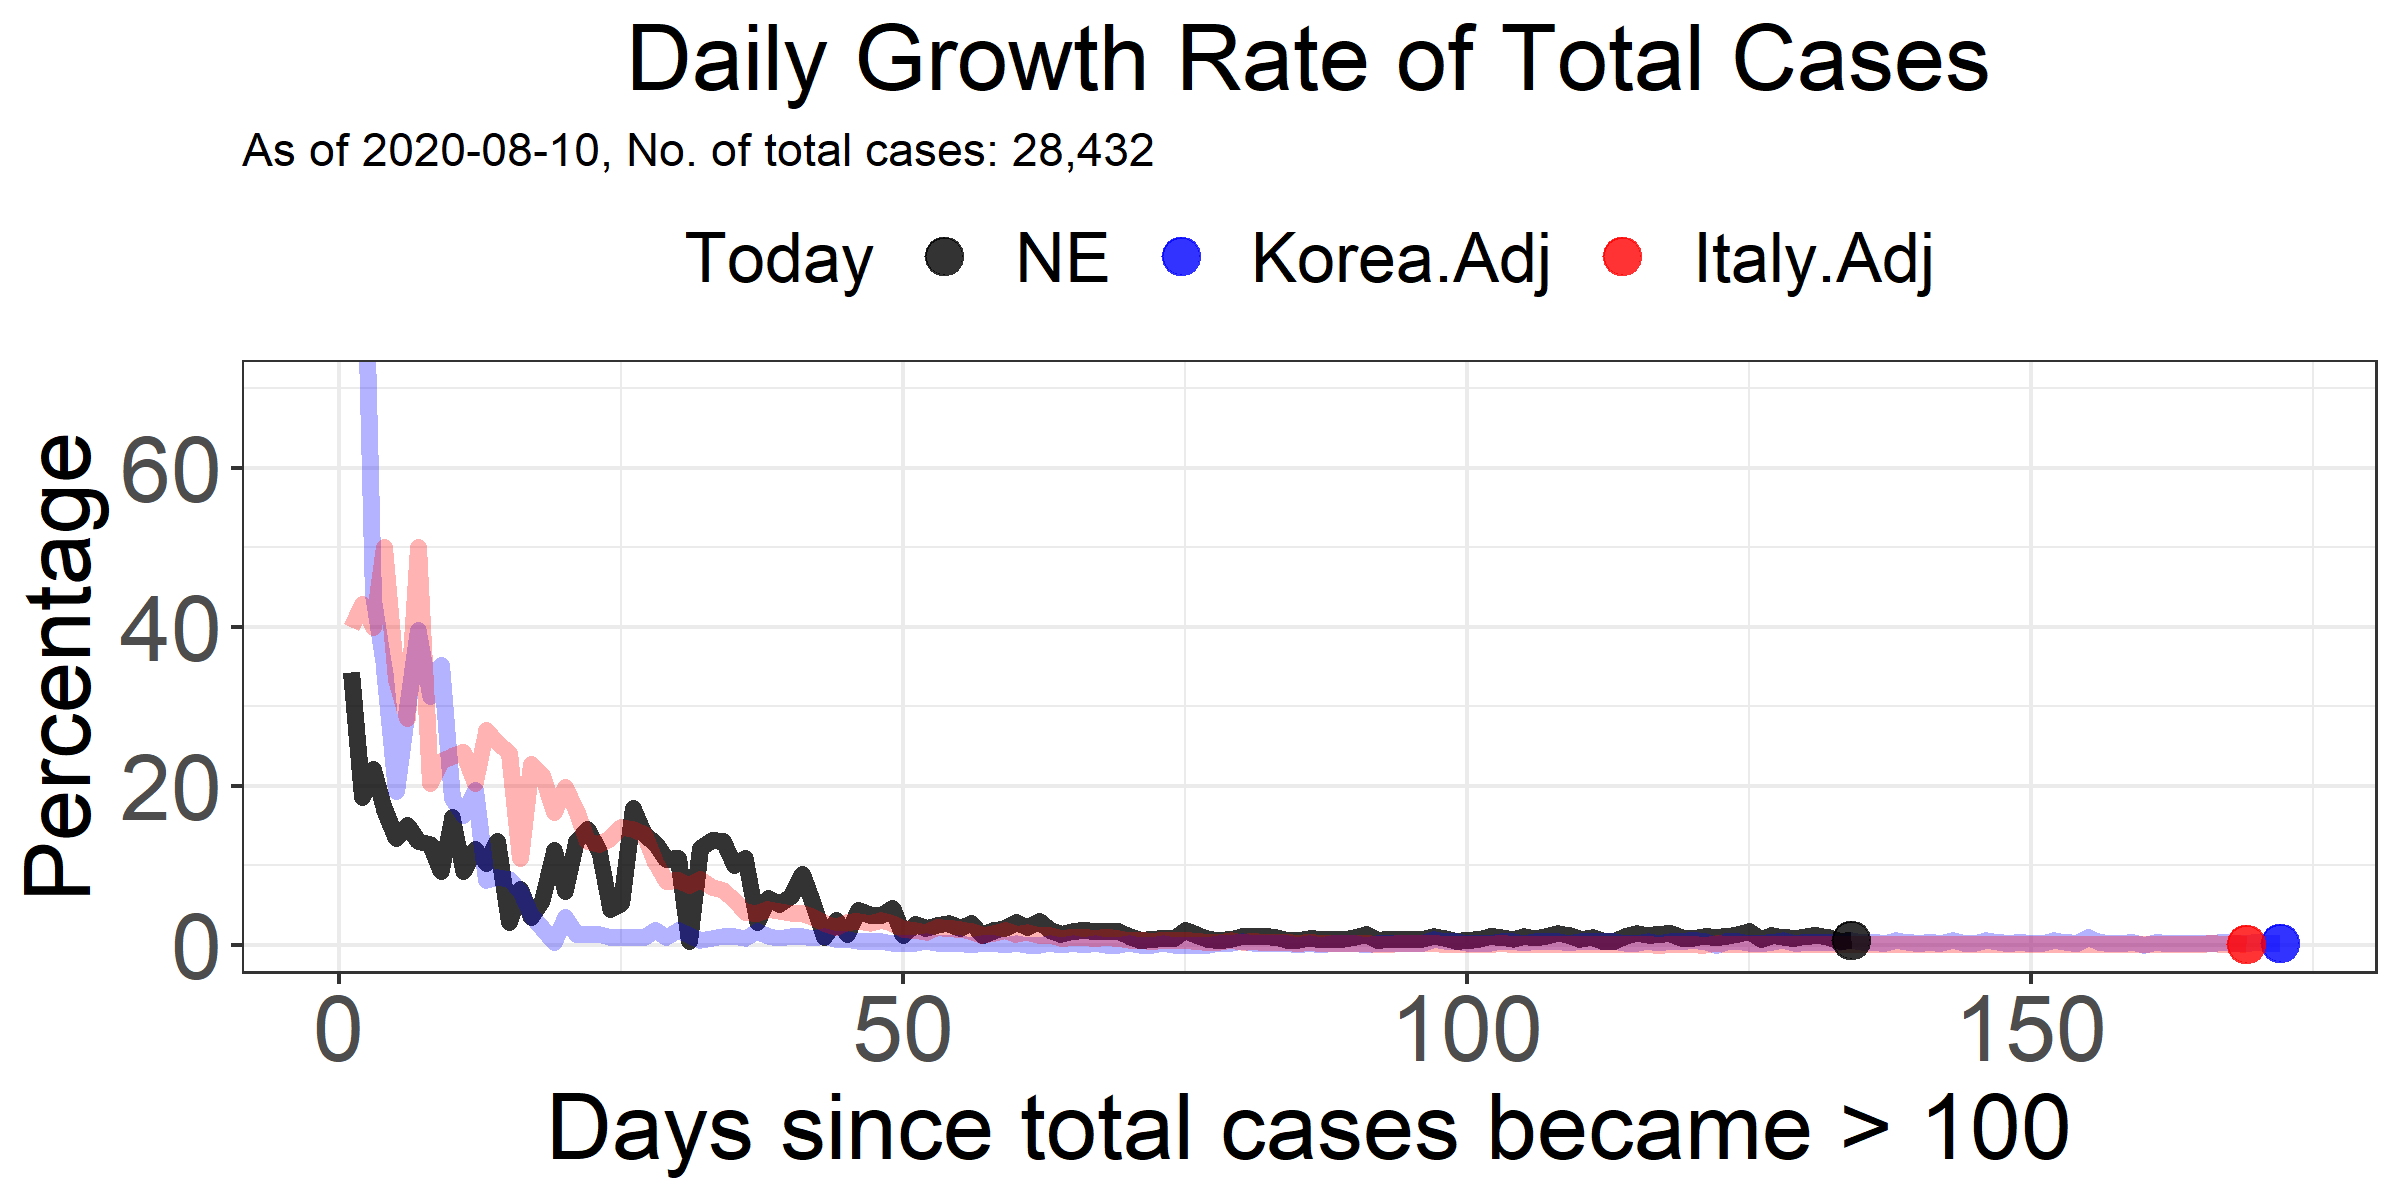 Daily Growth Rate of Total Cases
As of 2020-08-10, No. of total cases: 28,432
Today NE Korea.Adj Italy.Adj
Percentage
60
40
20
0
0 50 100 150
Days since total cases became > 100